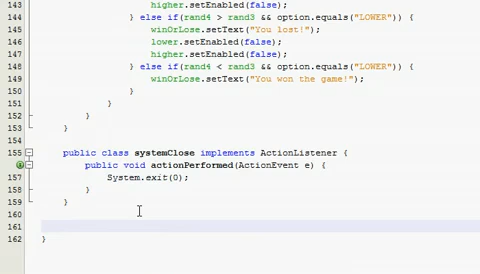 143 higher.setEnabled(false);
144 } else if(rand4 > rand3 && option.equals("LOWER")) {
145 winOrLose.setText("You lost!");
146 lower.setEnabled(false);
147 higher.setEnabled(false);
148 } else if(rand4 < rand3 && option.equals("LOWER")) {
149 winOrLose.setText("You won the game!");
150 }
151 }
152 }
153 }
154
155 public class systemClose implements ActionListener {
public void actionPerformed(ActionEvent e) {
157 System.exit(0);
158 }
159 }
160
161
162 }